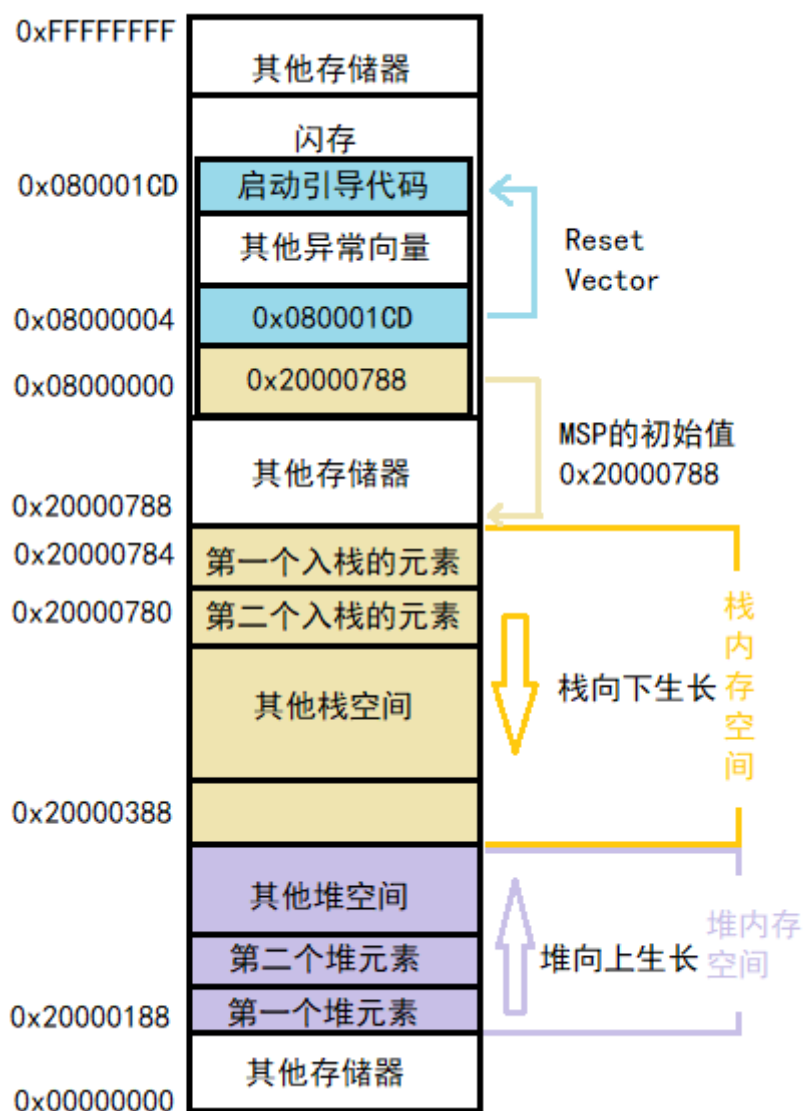 0xFFFFFFFF
其他存储器
闪存
0x080001CD
启动引导代码
其他异常向量
Reset
Vector
0x08000004
0x080001CD
0x08000000
0x20000788
MSP的初始值
0x20000788
其他存储器
0x20000788
0x20000784
第一个入栈的元素
0x20000780
第二个入栈的元素
其他栈空间
栈向下生长
栈内存空间
0x20000388
其他堆空间
第二个堆元素
堆向上生长
堆内存
空间
0x20000188
第一个堆元素
其他存储器
0x00000000